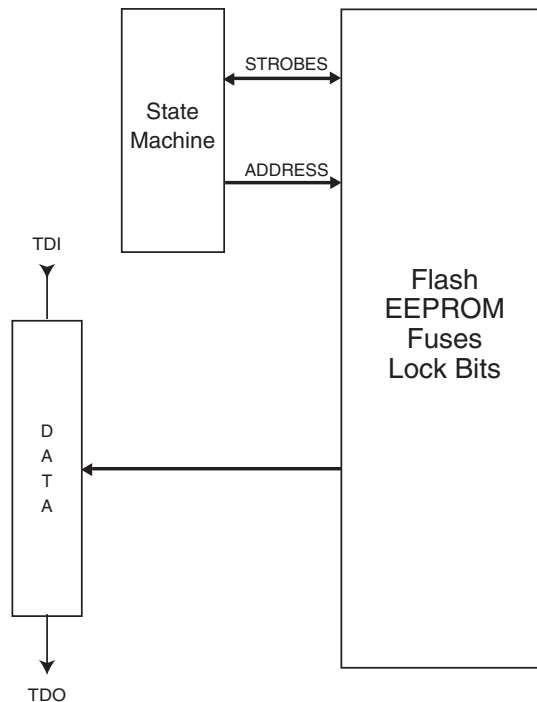 STROBES
State
Machine
ADDRESS
TDI
Flash
EEPROM
Fuses
Lock Bits
D
A
T
A
TDO